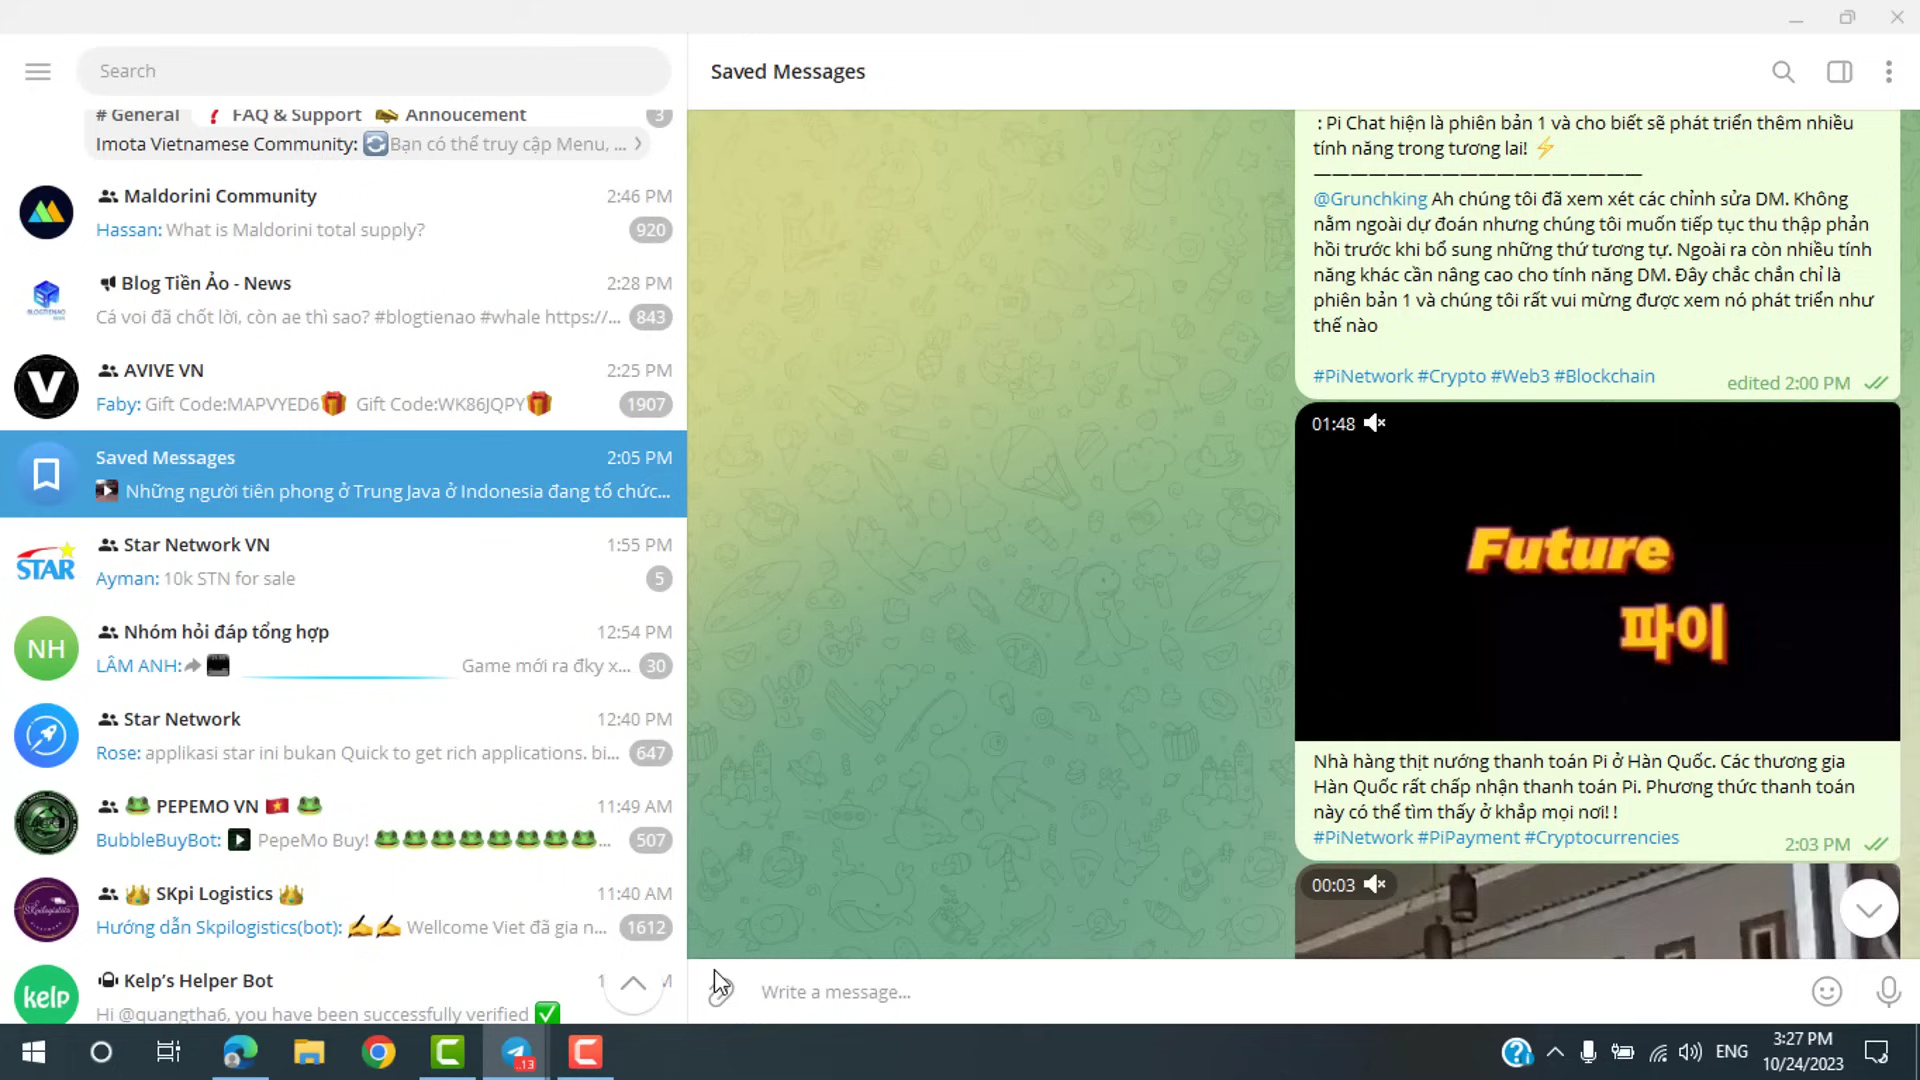 Search
# General ❗ FAQ & Support Annoucement 3
Imota Vietnamese Community: Bạn có thể truy cập Menu, ...
Maldorini Community 2:46 PM
Hassan: What is Maldorini total supply? 920
BLOGTIENAO
Blog Tiền Ảo - News 2:28 PM
Cá voi đã chốt lời, còn ae thì sao? #blogtienao #whale https://... 843
V
AVIVE VN 2:25 PM
Faby: Gift Code:MAPVYED6🎁 Gift Code:WK86JQPY🎁 1907
Saved Messages 2:05 PM
Những người tiên phong ở Trung Java ở Indonesia đang tổ chức...
STAR
Star Network VN 1:55 PM
Ayman: 10k STN for sale 5
NH
Nhóm hỏi đáp tổng hợp 12:54 PM
LÂM ANH: Game mới ra đky x... 30
Star Network 12:40 PM
Rose: applikasi star ini bukan Quick to get rich applications. bi... 647
🐸 PEPEMO VN 🇻🇳 🐸 11:49 AM
BubbleBuyBot: PepeMo Buy! 🐸🐸🐸🐸🐸🐸🐸🐸... 507
👑 SKpi Logistics 👑 11:40 AM
Hướng dẫn Skpilogistics(bot): ✍✍ Wellcome Viet đã gia n... 1612
kelp
Kelp's Helper Bot
Hi @quangtha6, you have been successfully verified ✅
Saved Messages
: Pi Chat hiện là phiên bản 1 và cho biết sẽ phát triển thêm nhiều
tính năng trong tương lai! ⚡
——————————————————
@Grunchking Ah chúng tôi đã xem xét các chỉnh sửa DM. Không
nằm ngoài dự đoán nhưng chúng tôi muốn tiếp tục thu thập phản
hồi trước khi bổ sung những thứ tương tự. Ngoài ra còn nhiều tính
năng khác cần nâng cao cho tính năng DM. Đây chắc chắn chỉ là
phiên bản 1 và chúng tôi rất vui mừng được xem nó phát triển như
thế nào
#PiNetwork #Crypto #Web3 #Blockchain edited 2:00 PM
01:48
Future
파이
Nhà hàng thịt nướng thanh toán Pi ở Hàn Quốc. Các thương gia
Hàn Quốc rất chấp nhận thanh toán Pi. Phương thức thanh toán
này có thể tìm thấy ở khắp mọi nơi! !
#PiNetwork #PiPayment #Cryptocurrencies 2:03 PM
00:03
Write a message...
..13
ENG
3:27 PM
10/24/2023